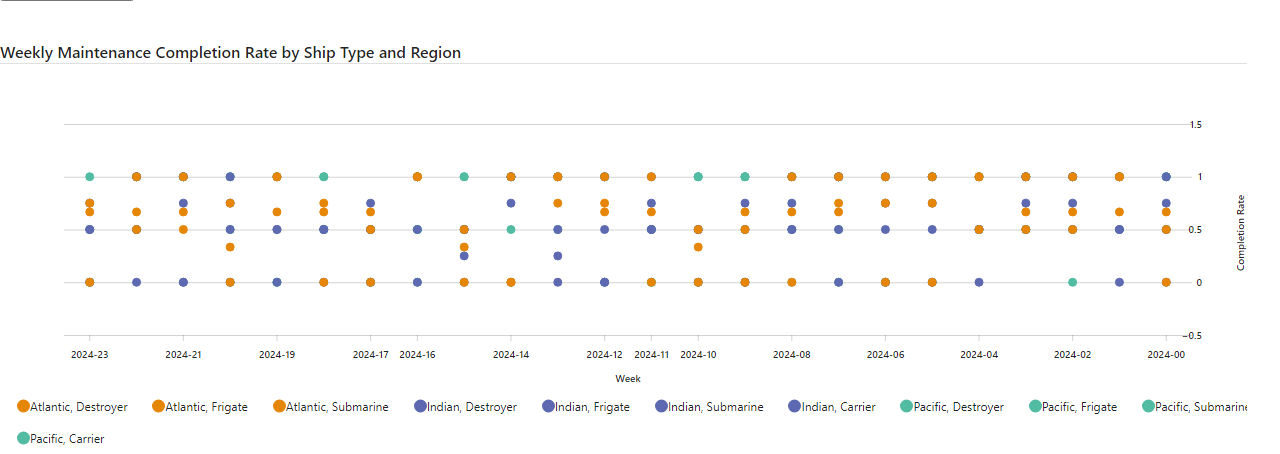 Weekly Maintenance Completion Rate by Ship Type and Region
1.5
1
0.5
0
−0.5
Completion Rate
2024-23 2024-21 2024-19 2024-17 2024-16 2024-14 2024-12 2024-11 2024-10 2024-08 2024-06 2024-04 2024-02 2024-00
Week
Atlantic, Destroyer Atlantic, Frigate Atlantic, Submarine Indian, Destroyer Indian, Frigate Indian, Submarine Indian, Carrier Pacific, Destroyer Pacific, Frigate Pacific, Submarine
Pacific, Carrier